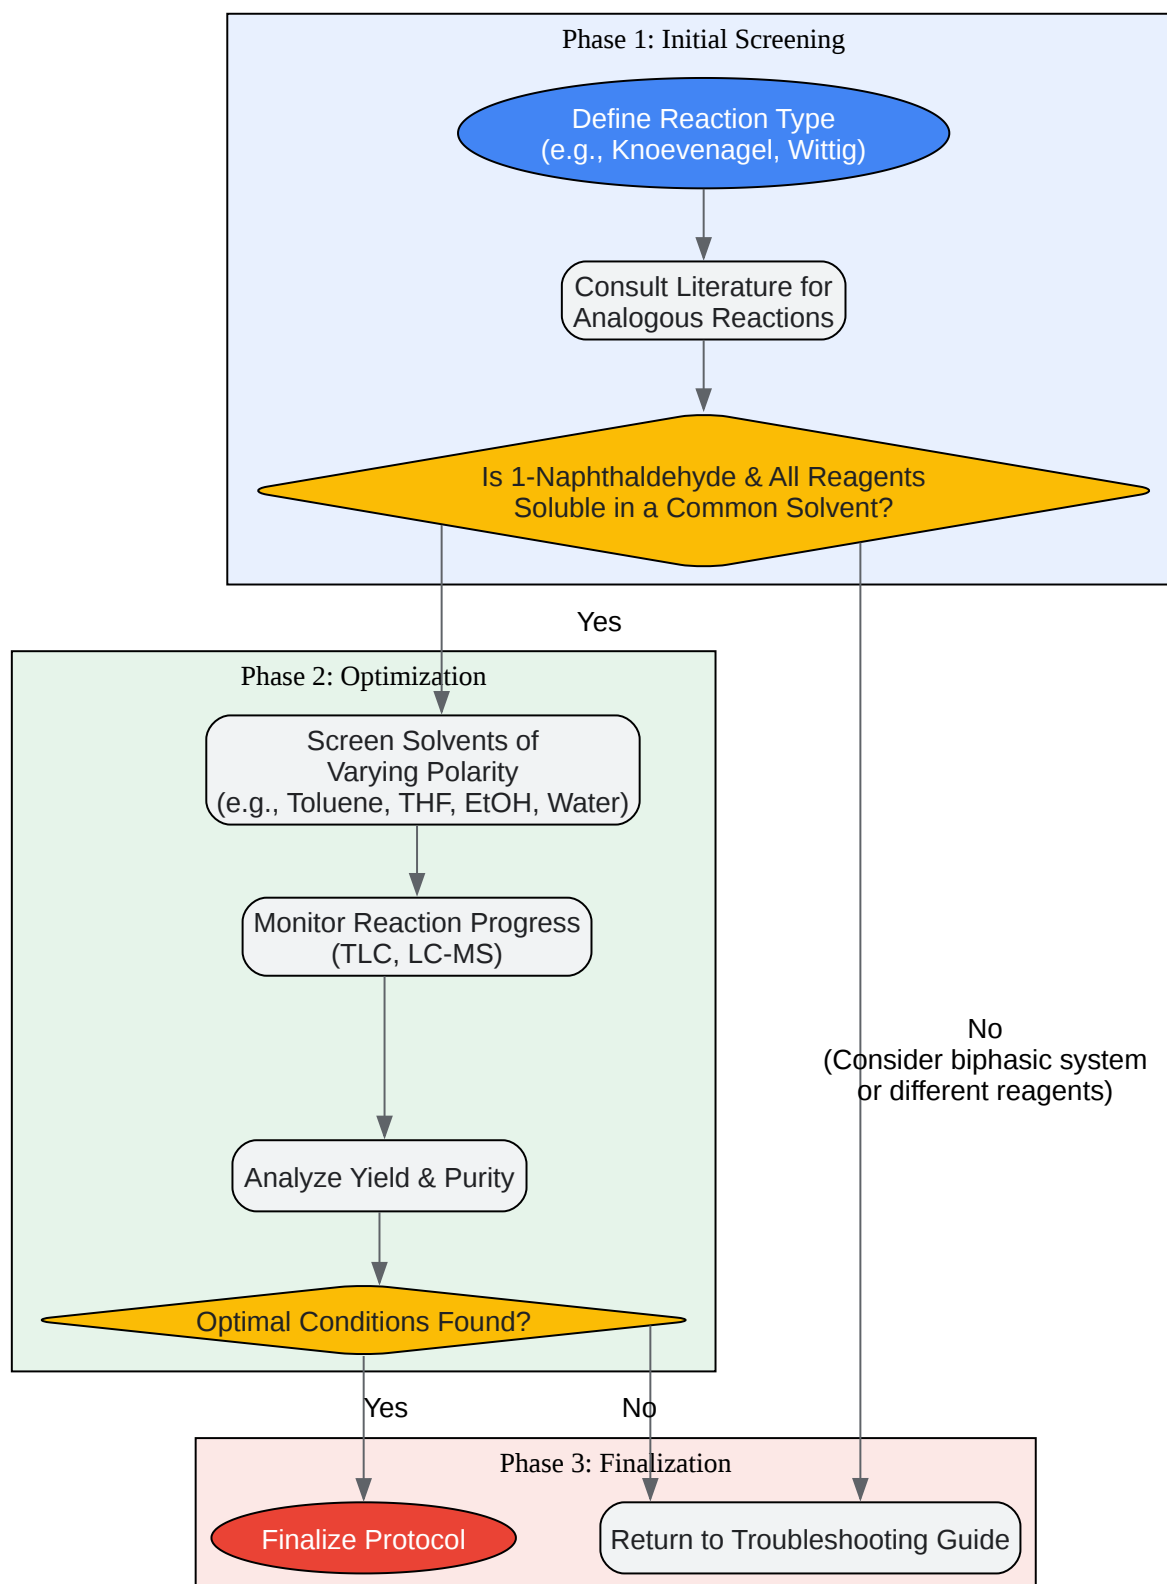 Phase 1: Initial Screening
Define Reaction Type
(e.g., Knoevenagel, Wittig)
Consult Literature for
Analogous Reactions
Is 1-Naphthaldehyde & All Reagents
Soluble in a Common Solvent?
Yes
Phase 2: Optimization
Screen Solvents of
Varying Polarity
(e.g., Toluene, THF, EtOH, Water)
Monitor Reaction Progress
(TLC, LC-MS)
No
(Consider biphasic system
or different reagents)
Analyze Yield & Purity
Optimal Conditions Found?
Yes
No
Phase 3: Finalization
Finalize Protocol
Return to Troubleshooting Guide